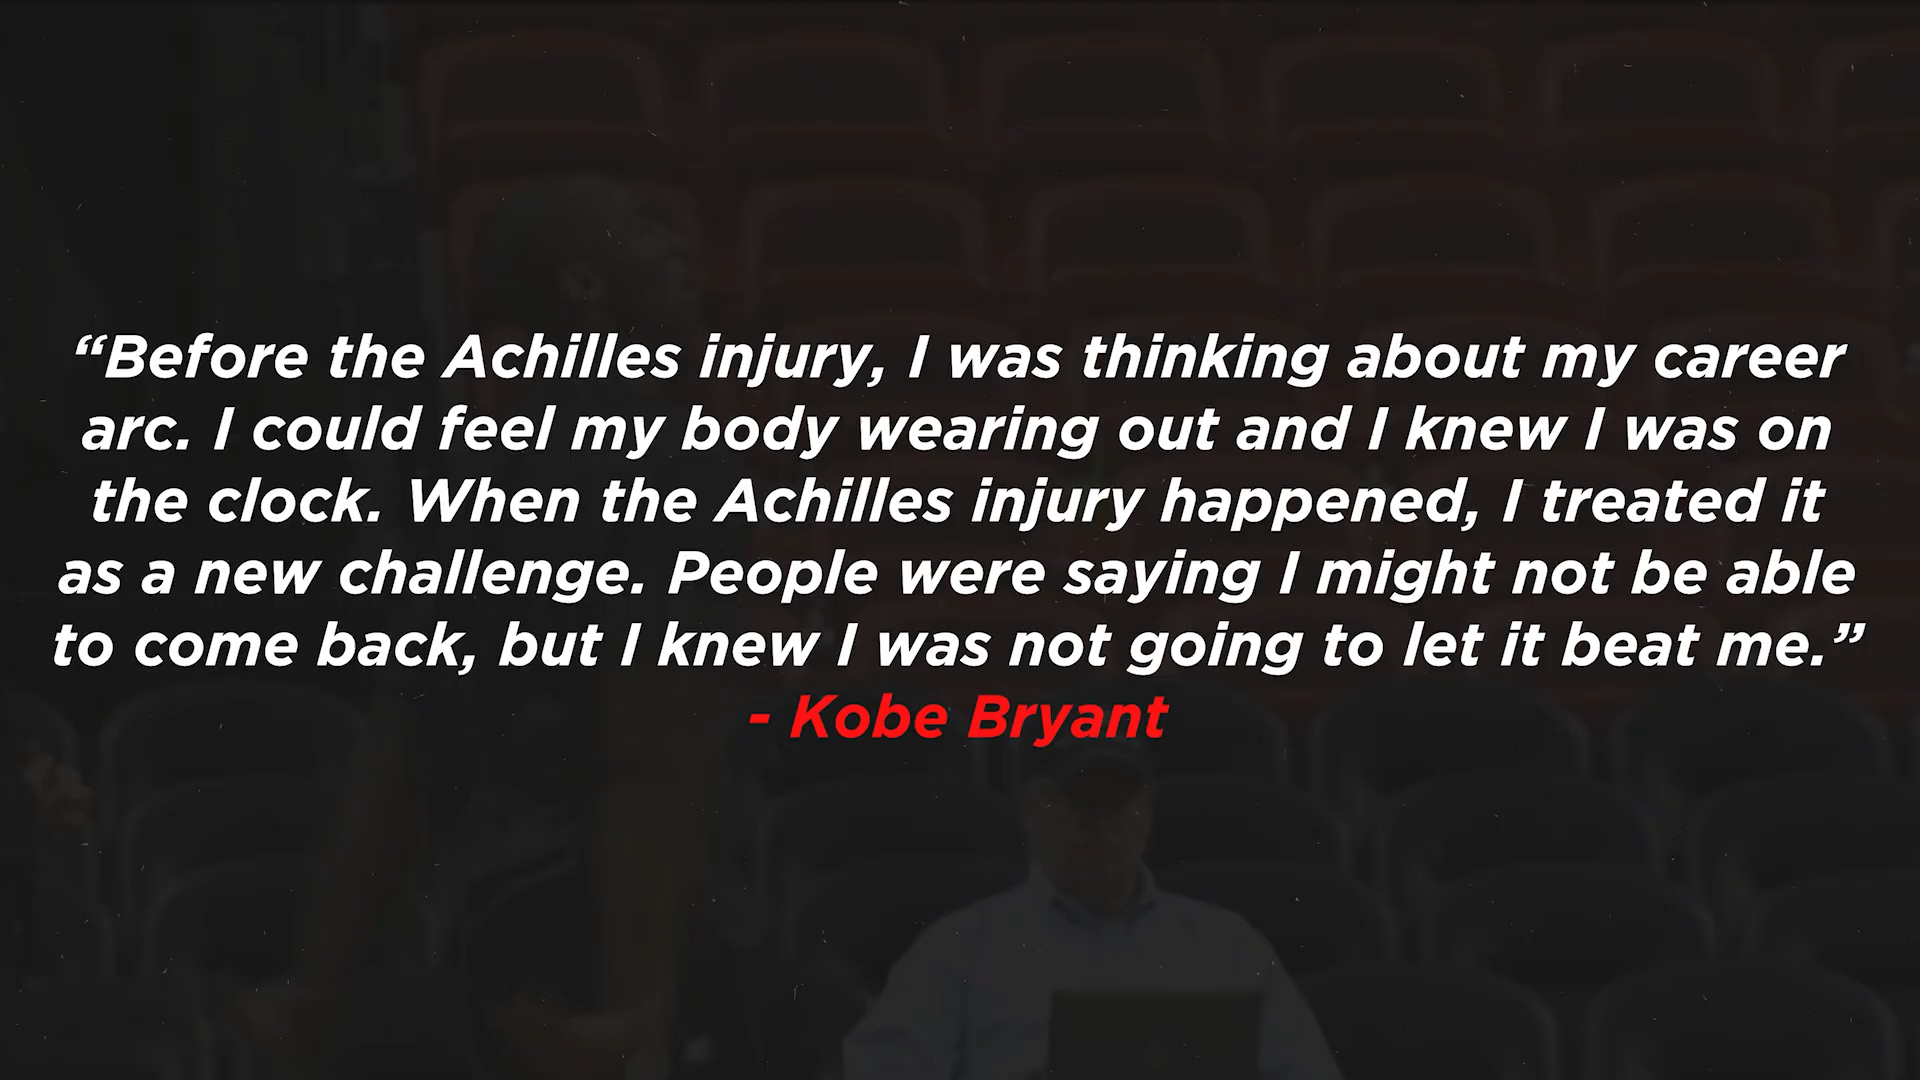 “Before the Achilles injury, I was thinking about my career
arc. I could feel my body wearing out and I knew I was on
the clock. When the Achilles injury happened, I treated it
as a new challenge. People were saying I might not be able
to come back, but I knew I was not going to let it beat me.”
- Kobe Bryant